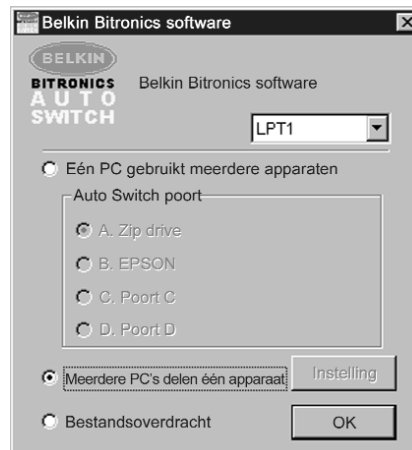 Belkin Bitronics software
BELKIN
BITRONICS
AUTO
SWITCH
Belkin Bitronics software
LPT1
Eén PC gebruikt meerdere apparaten
Auto Switch poort
A. Zip drive
B. EPSON
C. Poort C
D. Poort D
Meerdere PC's delen één apparaat
Instelling
Bestandsoverdracht
OK